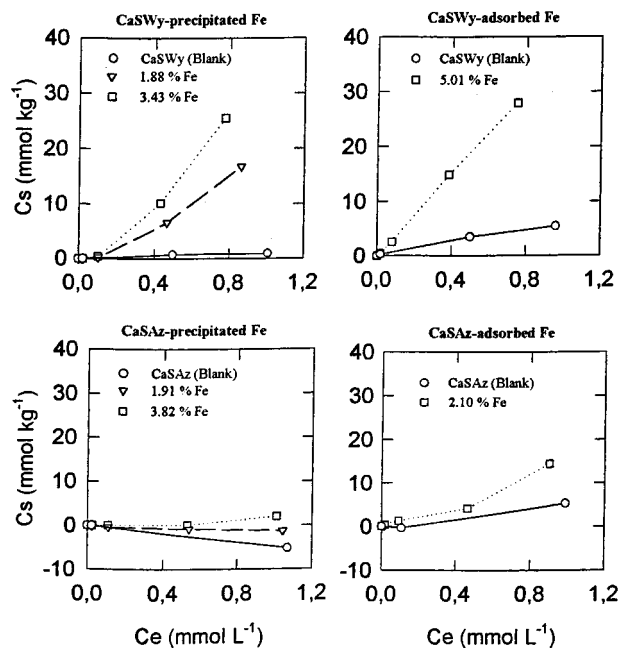 CaSWy-precipitated Fe
40
30
20
10
0
Cs (mmol kg-1)
CaSWy (Blank)
1.88 % Fe
3.43 % Fe
0,0 0,4 0,8 1,2
CaSWy-adsorbed Fe
40
30
20
10
0
CaSWy (Blank)
5.01 % Fe
0,0 0,4 0,8 1,2
CaSAz-precipitated Fe
40
30
20
10
0
-10
Cs (mmol kg-1)
CaSAz (Blank)
1.91 % Fe
3.82 % Fe
0,0 0,4 0,8 1,2
Ce (mmol L-1)
CaSAz-adsorbed Fe
40
30
20
10
0
-10
CaSAz (Blank)
2.10 % Fe
0,0 0,4 0,8 1,2
Ce (mmol L-1)